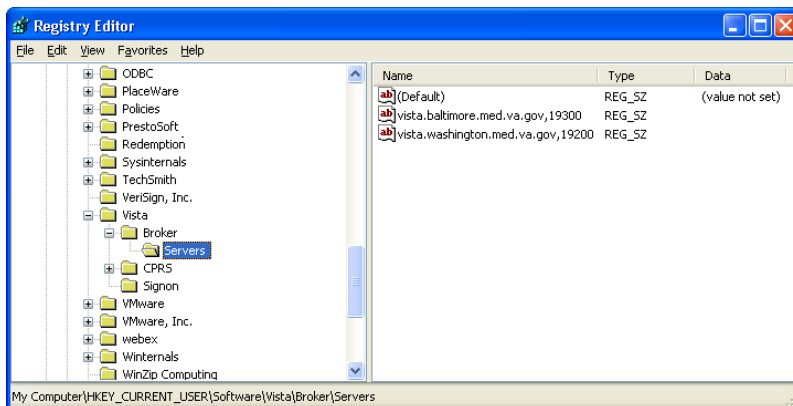 Registry Editor
File Edit View Favorites Help
ODBC
PlaceWare
Policies
PrestoSoft
Redemption
Sysinternals
TechSmith
VeriSign, Inc.
Vista
Broker
Servers
CPRS
Signon
VMware
VMware, Inc.
webex
Winternals
WinZip Computing
Name Type Data
(Default) REG_SZ (value not set)
vista.baltimore.med.va.gov,19300 REG_SZ
vista.washington.med.va.gov,19200 REG_SZ
My Computer\HKEY_CURRENT_USER\Software\Vista\Broker\Servers